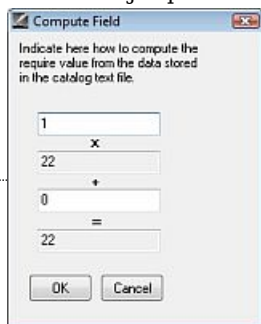 Compute Field
Indicate here how to compute the
require value from the data stored
in the catalog text file.
1
x
22
+
0
=
22
OK Cancel